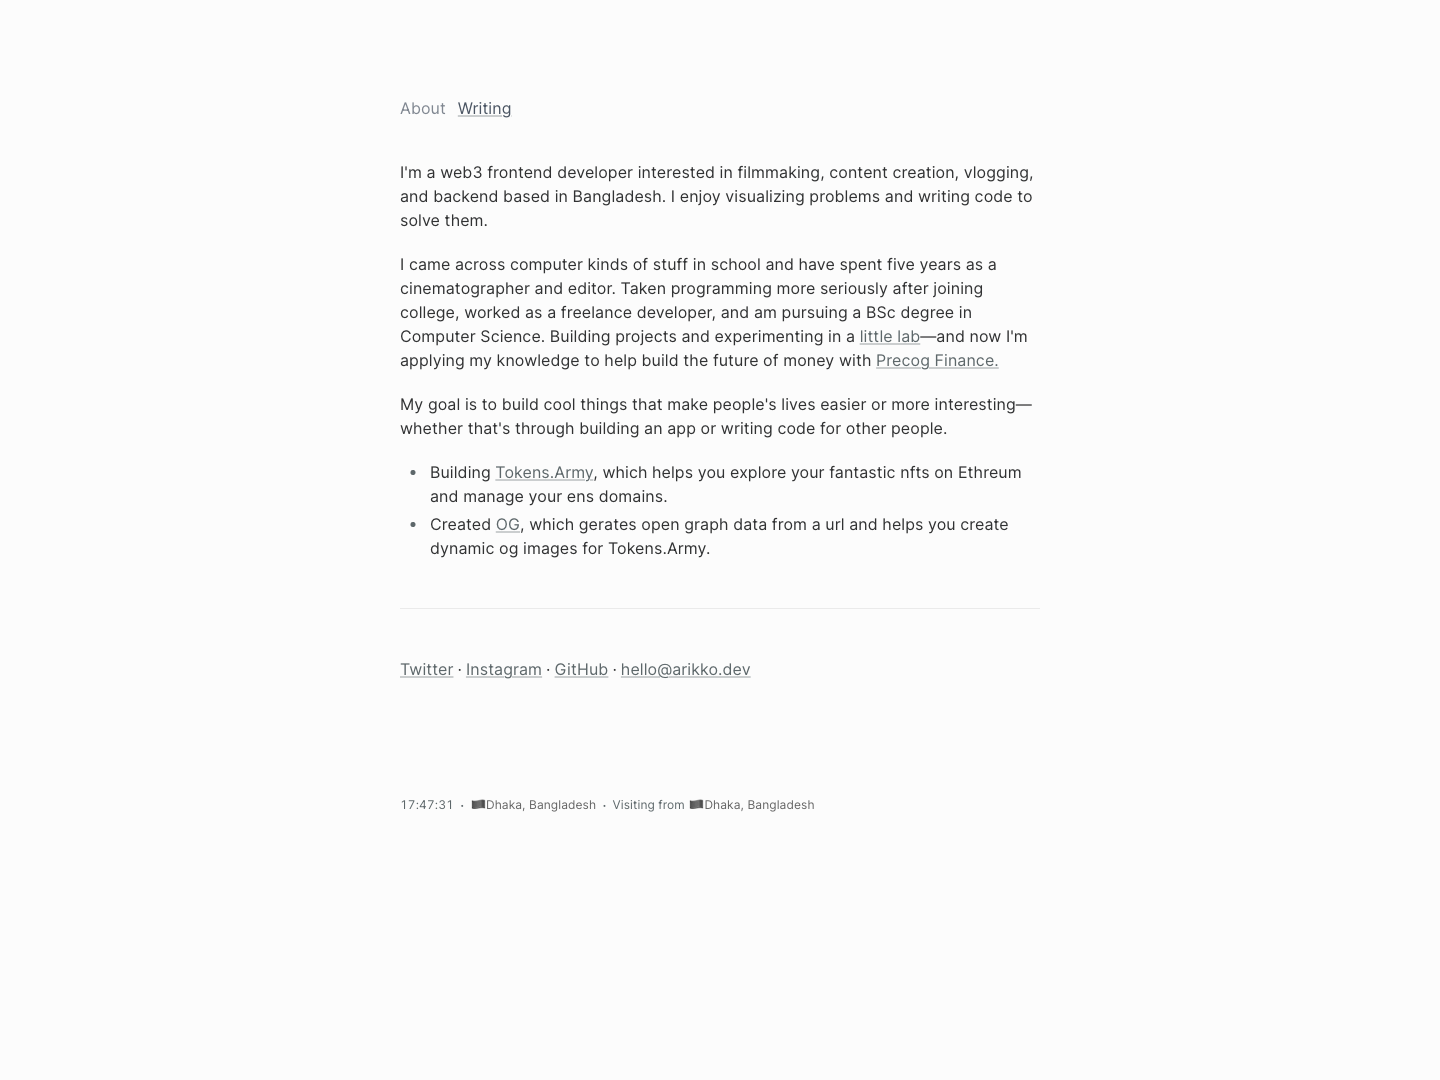 About Writing
I'm a web3 frontend developer interested in filmmaking, content creation, vlogging,
and backend based in Bangladesh. I enjoy visualizing problems and writing code to
solve them.
I came across computer kinds of stuff in school and have spent five years as a
cinematographer and editor. Taken programming more seriously after joining
college, worked as a freelance developer, and am pursuing a BSc degree in
Computer Science. Building projects and experimenting in a little lab—and now I'm
applying my knowledge to help build the future of money with Precog Finance.
My goal is to build cool things that make people's lives easier or more interesting—
whether that's through building an app or writing code for other people.
• Building Tokens.Army, which helps you explore your fantastic nfts on Ethreum
and manage your ens domains.
• Created OG, which gerates open graph data from a url and helps you create
dynamic og images for Tokens.Army.
Twitter · Instagram · GitHub · hello@arikko.dev
17:47:31 · Dhaka, Bangladesh · Visiting from Dhaka, Bangladesh